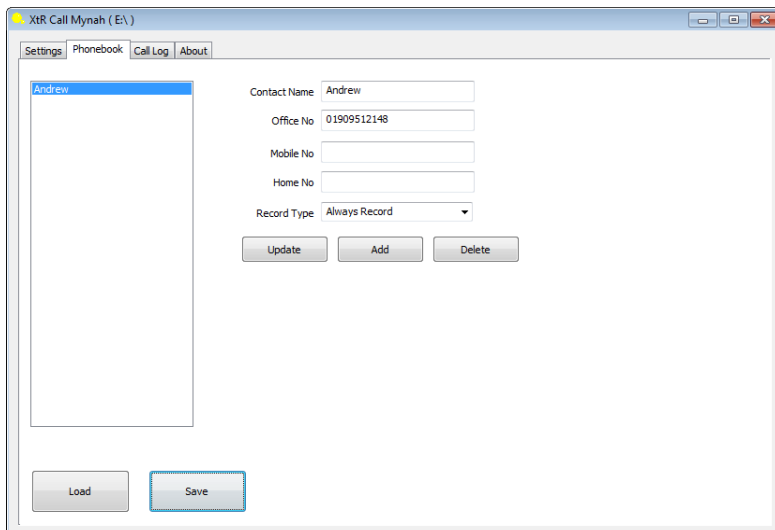 XtR Call Mynah ( E:\ )
Settings Phonebook Call Log About
Andrew
Contact Name Andrew
Office No 01909512148
Mobile No
Home No
Record Type Always Record
Update Add Delete
Load Save